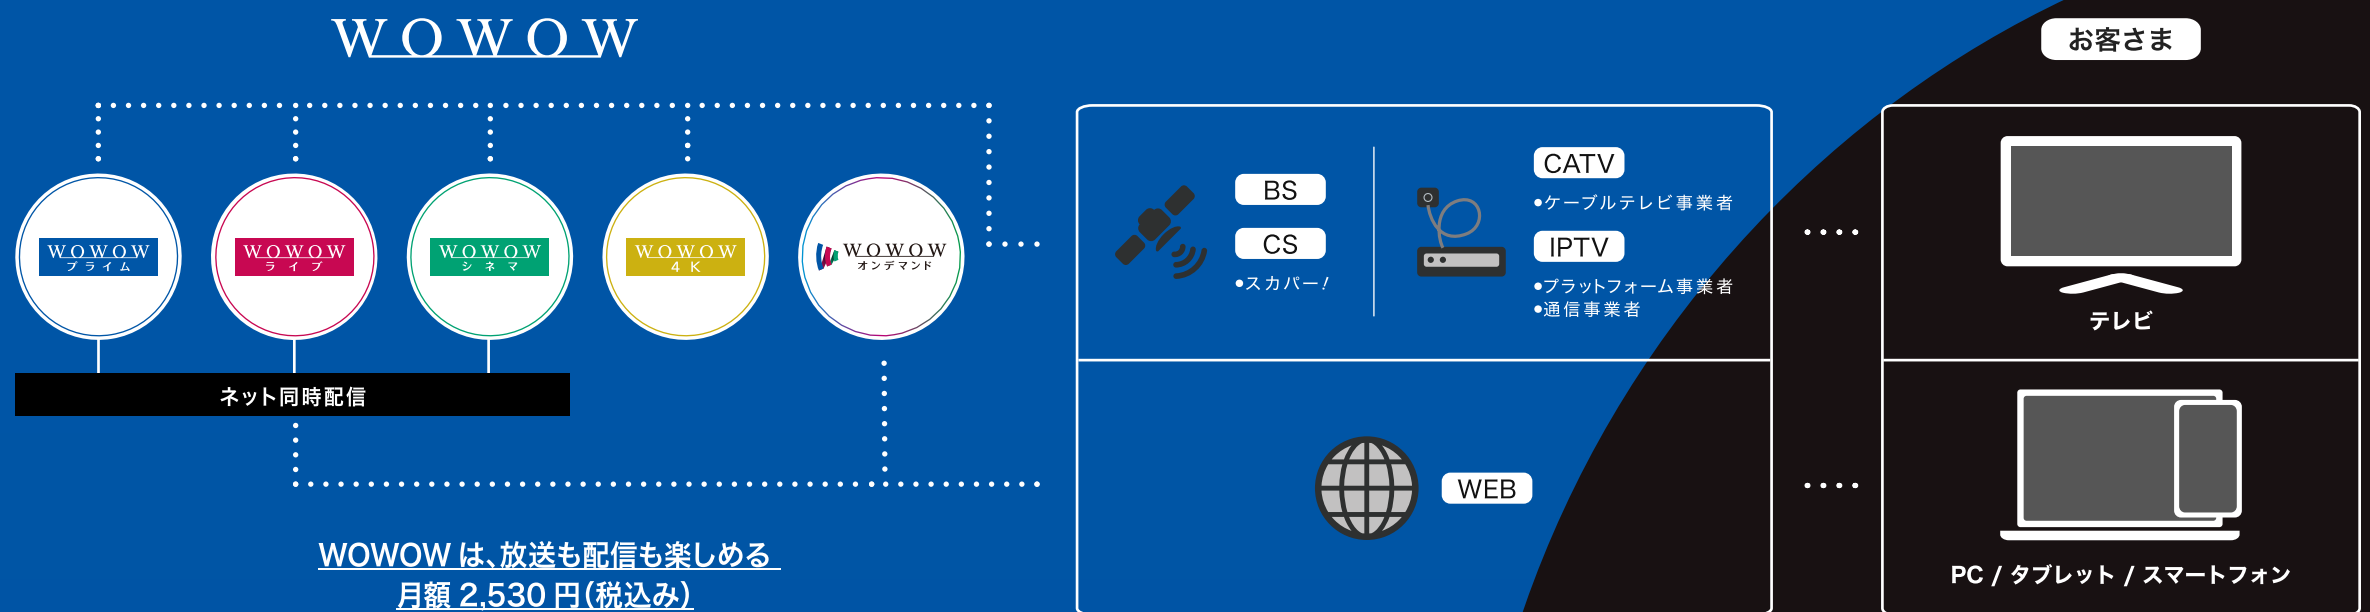 WOWOW
お客さま
WOWOW
プライム
WOWOW
ライブ
WOWOW
シネマ
WOWOW
4K
WOWOW
オンデマンド
ネット同時配信
BS
CS
●スカパー!
CATV
●ケーブルテレビ事業者
IPTV
●プラットフォーム事業者
●通信事業者
テレビ
WEB
PC / タブレット / スマートフォン
WOWOW は、放送も配信も楽しめる
月額 2,530 円(税込み)